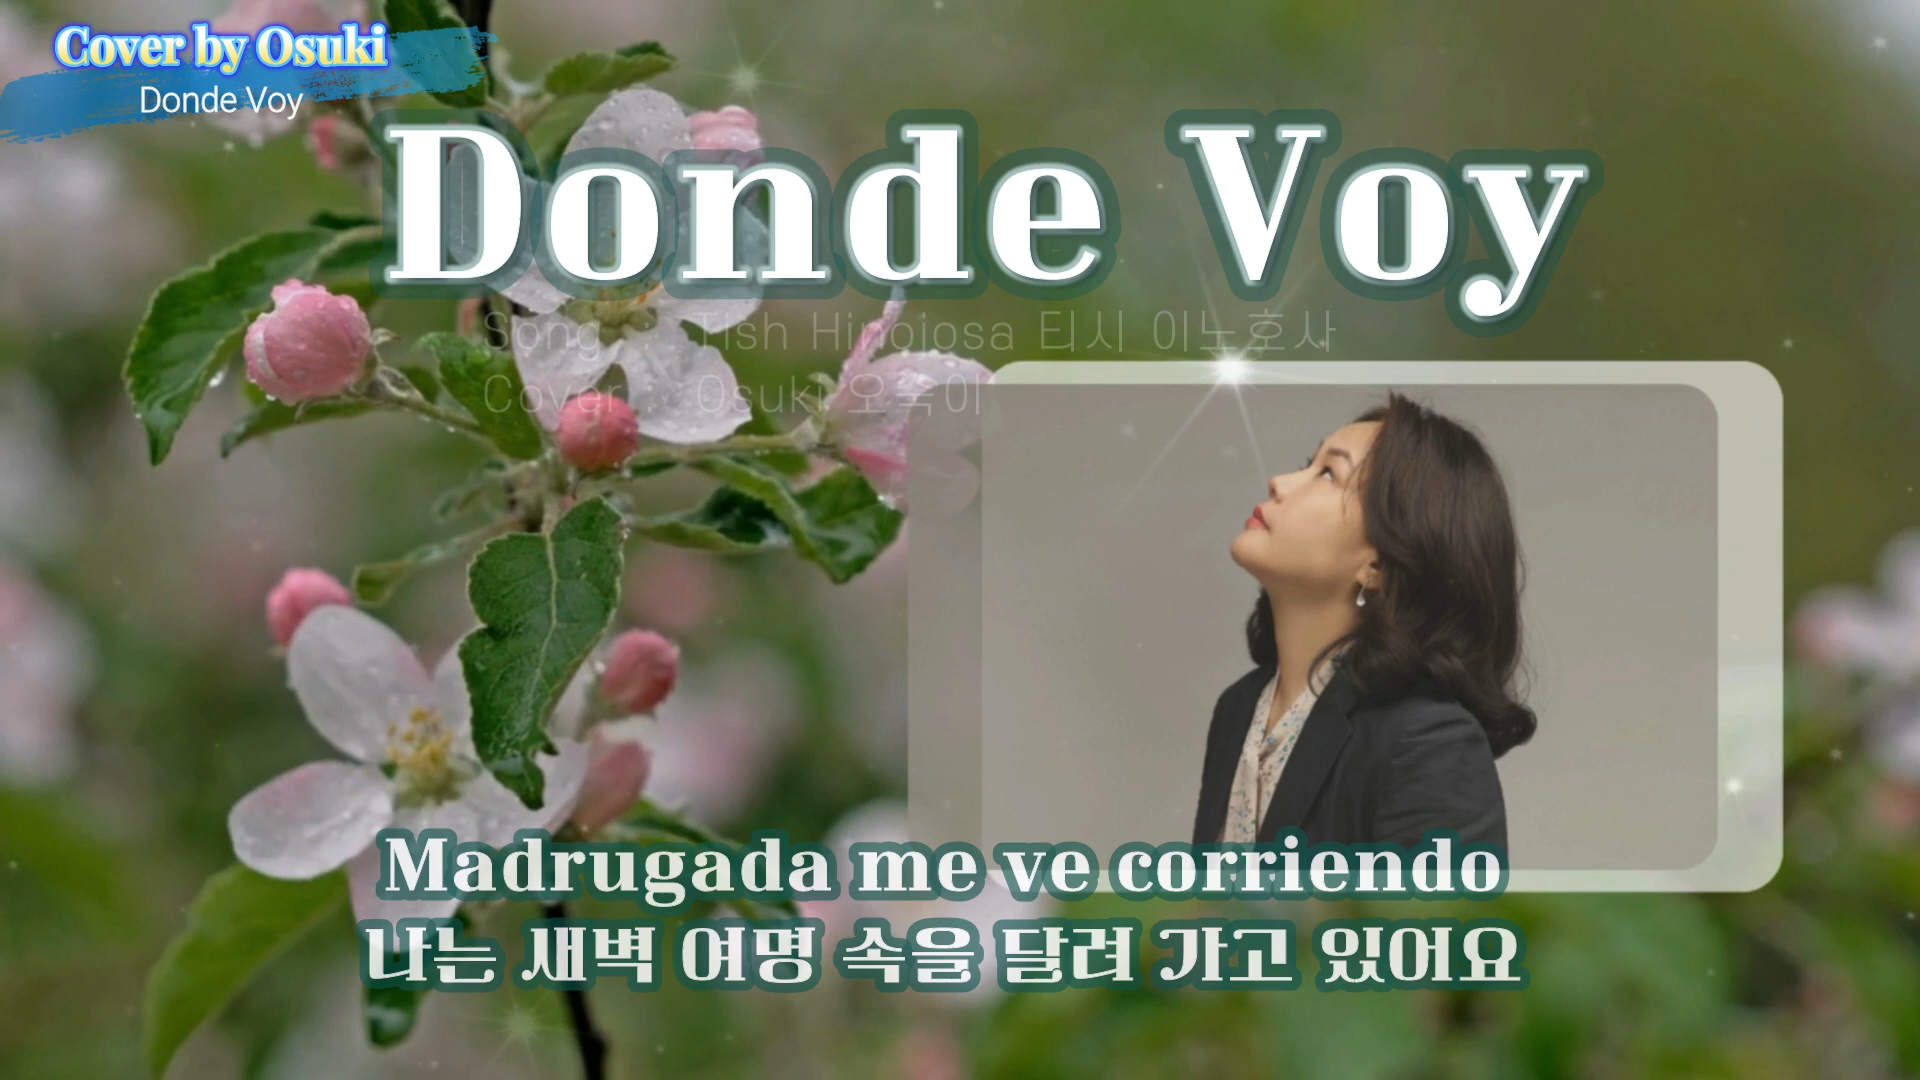 Cover by Osuki
Donde Voy
Donde Voy
Song : Tish Hinojosa 티시 이노호사
Cover : Osuki 오숙이
Madrugada me ve corriendo
나는 새벽 여명 속을 달려 가고 있어요